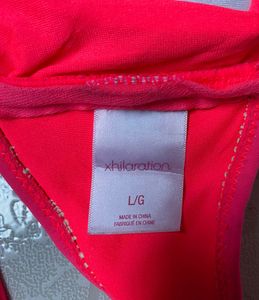 xhilaration
L/G
MADE IN CHINA
FABRIQUÉ EN CHINE